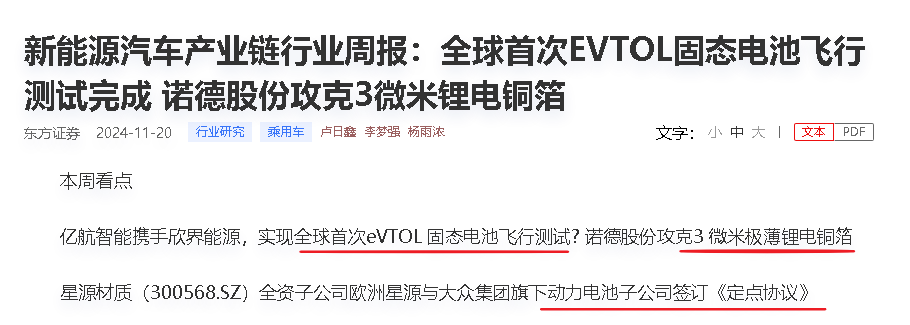 新能源汽车产业链行业周报：全球首次EVTOL固态电池飞行
测试完成 诺德股份攻克3微米锂电铜箔
东方证券 2024-11-20 行业研究 乘用车 卢日鑫 李梦强 杨雨浓 文字： 小 中 大 | 文本 PDF
本周看点
亿航智能携手欣界能源，实现全球首次eVTOL 固态电池飞行测试? 诺德股份攻克3 微米极薄锂电铜箔
星源材质（300568.SZ）全资子公司欧洲星源与大众集团旗下动力电池子公司签订《定点协议》